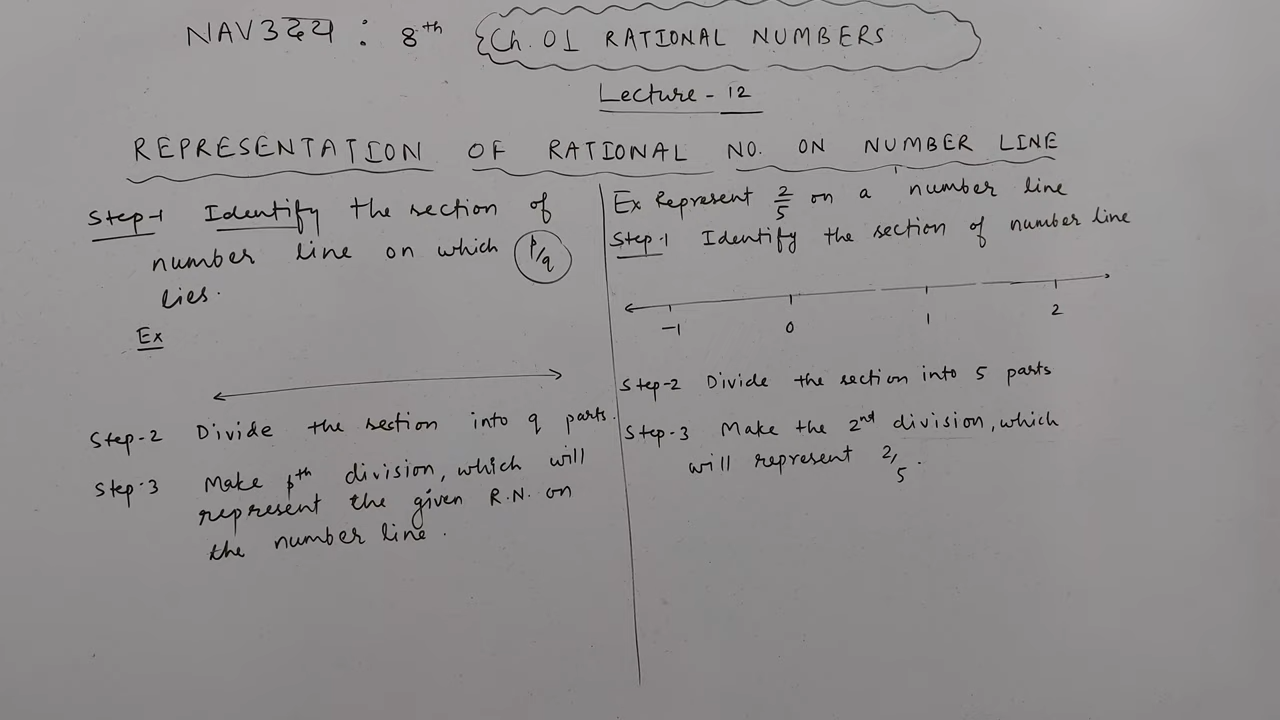 8th Ch. 01 RATIONAL NUMBERS
Lecture - 12
REPRESENTATION OF RATIONAL NO. ON NUMBER LINE
Step-1 Identify the section of
number line on which p/q
lies.
Ex
Step-2 Divide the section into q parts.
Step-3 Make pth division, which will
represent the given R.N. on
the number line.
Ex Represent 2/5 on a number line
Step-1 Identify the section of number line
-1 0 1 2
Step-2 Divide the section into 5 parts
Step-3 Make the 2nd division, which
will represent 2/5.